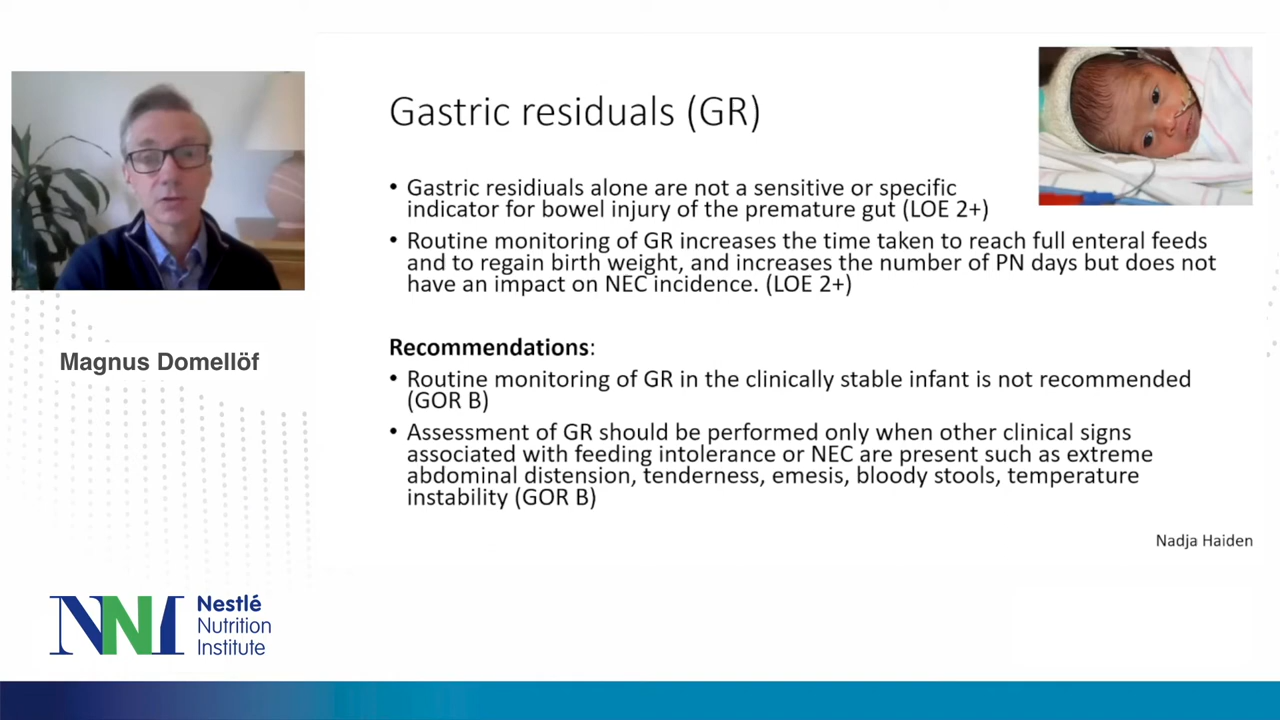 Gastric residuals (GR)
• Gastric residiuals alone are not a sensitive or specific
indicator for bowel injury of the premature gut (LOE 2+)
• Routine monitoring of GR increases the time taken to reach full enteral feeds
and to regain birth weight, and increases the number of PN days but does not
have an impact on NEC incidence. (LOE 2+)
Recommendations:
• Routine monitoring of GR in the clinically stable infant is not recommended
(GOR B)
• Assessment of GR should be performed only when other clinical signs
associated with feeding intolerance or NEC are present such as extreme
abdominal distension, tenderness, emesis, bloody stools, temperature
instability (GOR B)
Nadja Haiden
Magnus Domellöf
NNI
Nestlé
Nutrition
Institute